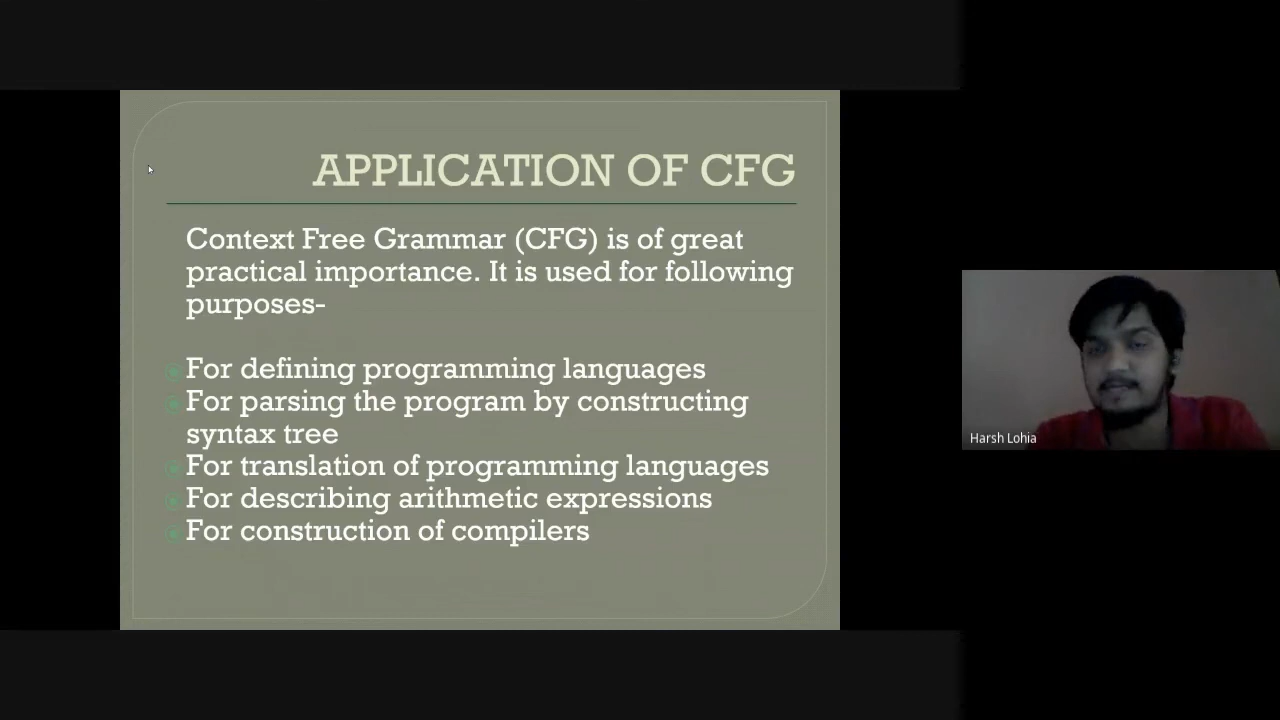 APPLICATION OF CFG
Context Free Grammar (CFG) is of great
practical importance. It is used for following
purposes-
For defining programming languages
For parsing the program by constructing
syntax tree
For translation of programming languages
For describing arithmetic expressions
For construction of compilers
Harsh Lohia